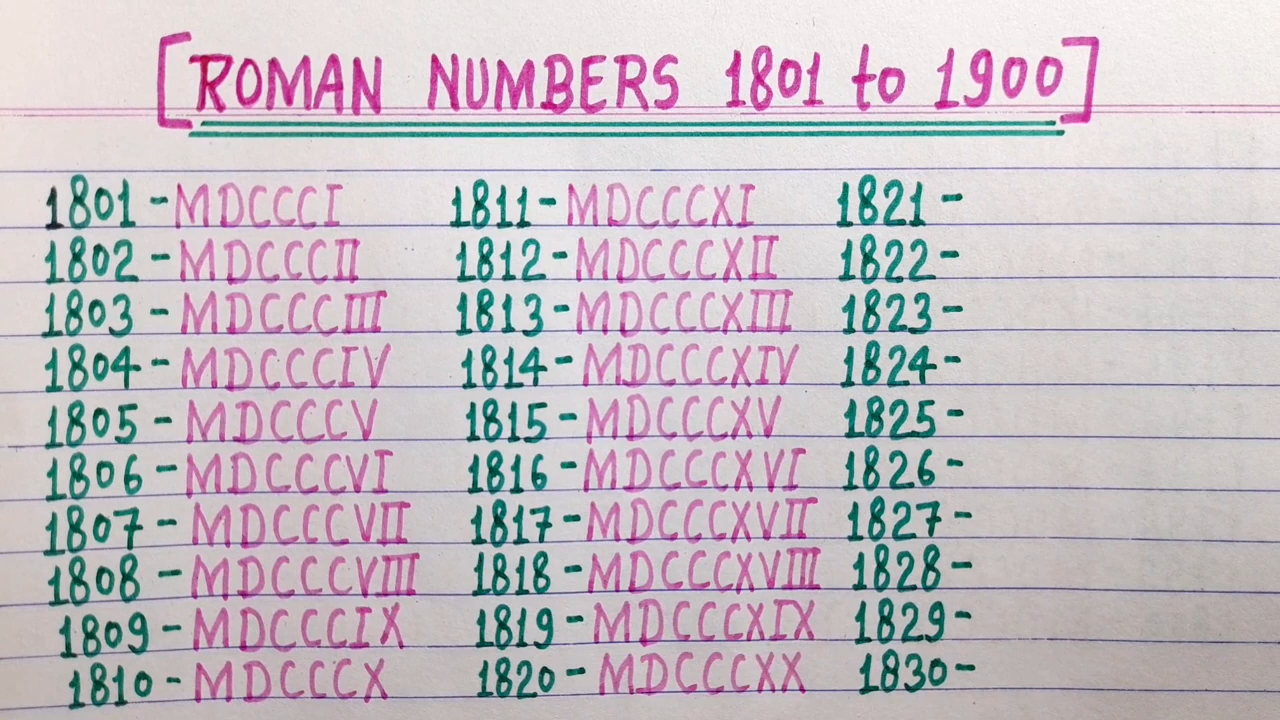 [ROMAN NUMBERS 1801 to 1900]
1801 - MDCCCI 1811 - MDCCCXI 1821 -
1802 - MDCCCII 1812 - MDCCCXII 1822 -
1803 - MDCCCIII 1813 - MDCCCXIII 1823 -
1804 - MDCCCIV 1814 - MDCCCXIV 1824 -
1805 - MDCCCV 1815 - MDCCCXV 1825 -
1806 - MDCCCVI 1816 - MDCCCXVI 1826 -
1807 - MDCCCVII 1817 - MDCCCXVII 1827 -
1808 - MDCCCVIII 1818 - MDCCCXVIII 1828 -
1809 - MDCCCIX 1819 - MDCCCXIX 1829 -
1810 - MDCCCX 1820 - MDCCCXX 1830 -